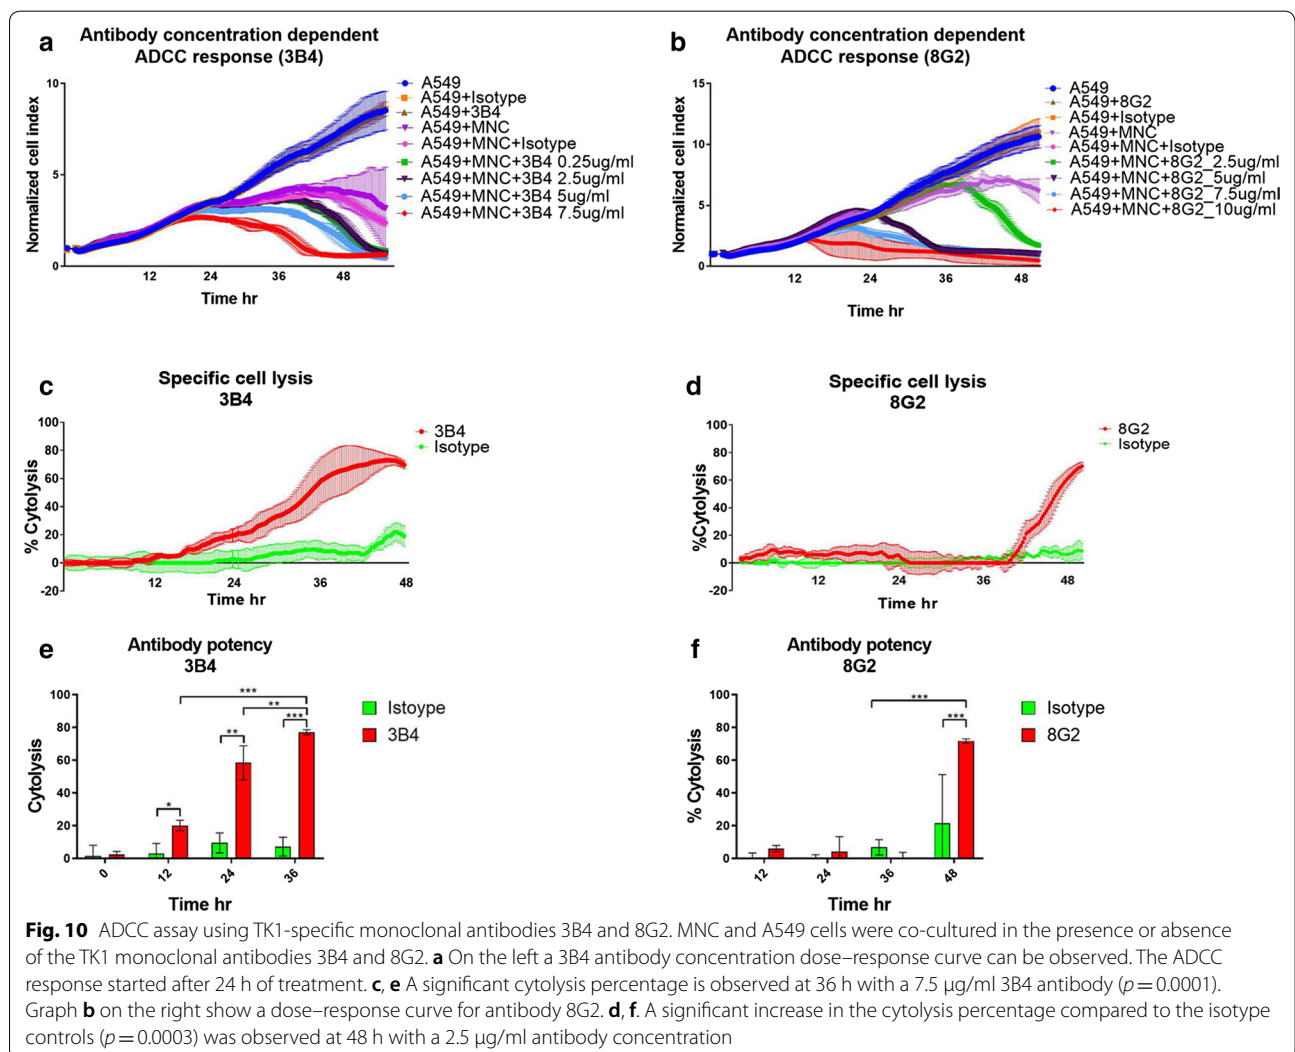 a
Antibody concentration dependent
ADCC response (3B4)
Normalized cell index
10
5
0
12
24
36
48
Time hr
A549
A549+Isotype
A549+3B4
A549+MNC
A549+MNC+Isotype
A549+MNC+3B4 0.25ug/ml
A549+MNC+3B4 2.5ug/ml
A549+MNC+3B4 5ug/ml
A549+MNC+3B4 7.5ug/ml
b
Antibody concentration dependent
ADCC response (8G2)
Normalized cell index
15
10
5
0
12
24
36
48
Time hr
A549
A549+8G2
A549+Isotype
A549+MNC
A549+MNC+Isotype
A549+MNC+8G2_2.5ug/ml
A549+MNC+8G2_5ug/ml
A549+MNC+8G2_7.5ug/ml
A549+MNC+8G2_10ug/ml
c
Specific cell lysis
3B4
% Cytolysis
100
80
60
40
20
0
-20
12
24
36
48
Time hr
3B4
Isotype
d
Specific cell lysis
8G2
%Cytolysis
100
80
60
40
20
0
-20
12
24
36
48
Time hr
8G2
Isotype
e
Antibody potency
3B4
Cytolysis
100
80
60
40
20
0
*
**
***
**
***
0
12
24
36
Time hr
Istoype
3B4
f
Antibody potency
8G2
% Cytolysis
100
80
60
40
20
0
***
***
12
24
36
48
Time hr
Isotype
8G2
Fig. 10 ADCC assay using TK1-specific monoclonal antibodies 3B4 and 8G2. MNC and A549 cells were co-cultured in the presence or absence
of the TK1 monoclonal antibodies 3B4 and 8G2. a On the left a 3B4 antibody concentration dose–response curve can be observed. The ADCC
response started after 24 h of treatment. c, e A significant cytolysis percentage is observed at 36 h with a 7.5 µg/ml 3B4 antibody (p = 0.0001).
Graph b on the right show a dose–response curve for antibody 8G2. d, f. A significant increase in the cytolysis percentage compared to the isotype
controls (p = 0.0003) was observed at 48 h with a 2.5 µg/ml antibody concentration